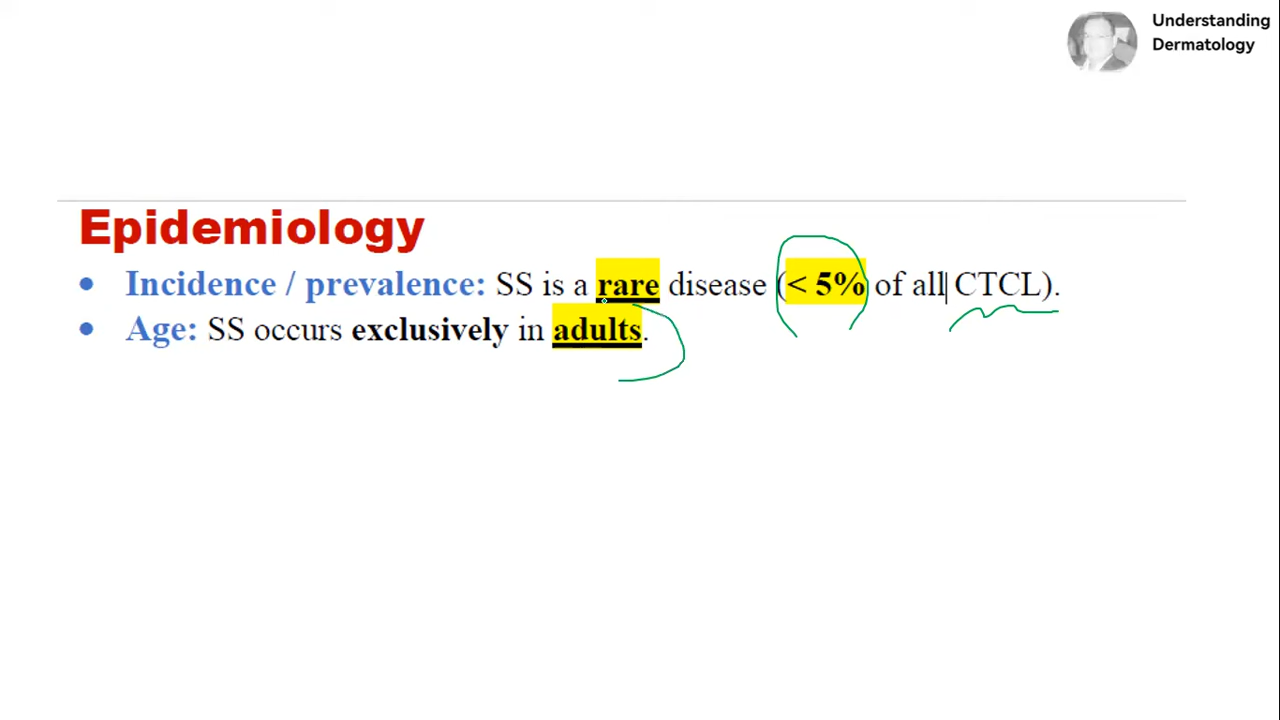 Understanding
Dermatology
Epidemiology
• Incidence / prevalence: SS is a rare disease (< 5% of all CTCL).
• Age: SS occurs exclusively in adults.